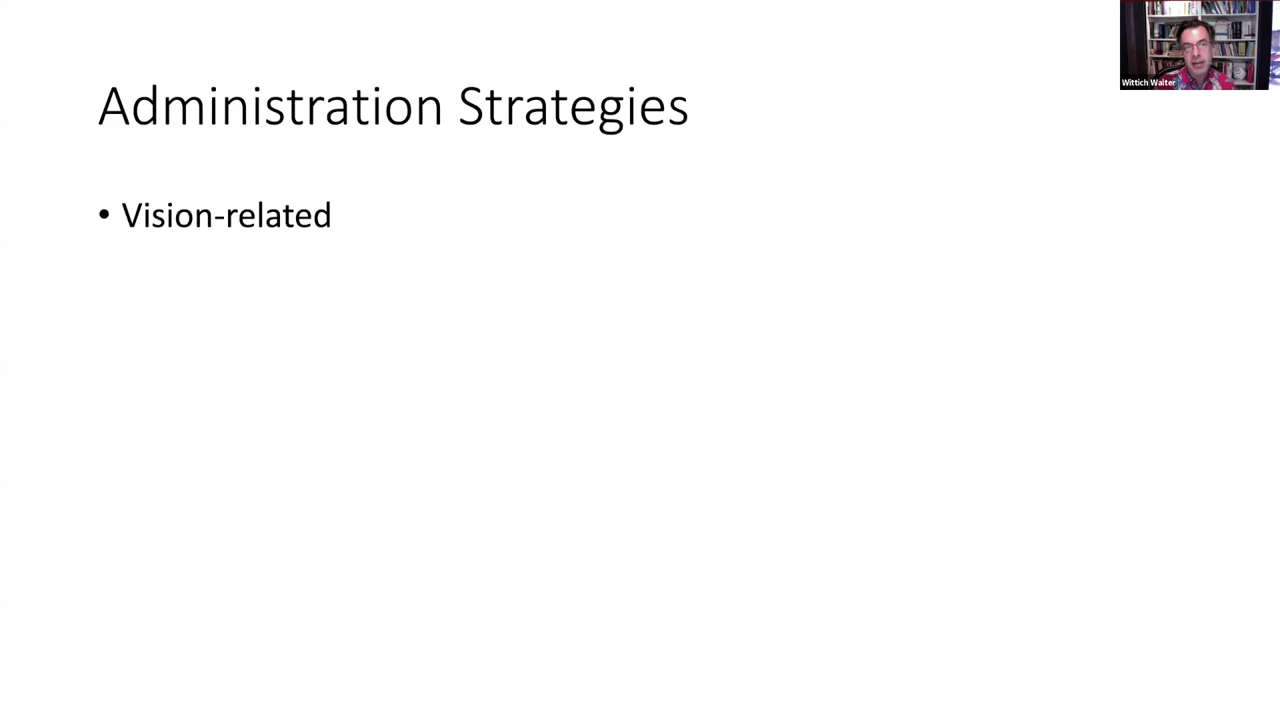 Administration Strategies
• Vision-related
Wittich Walter